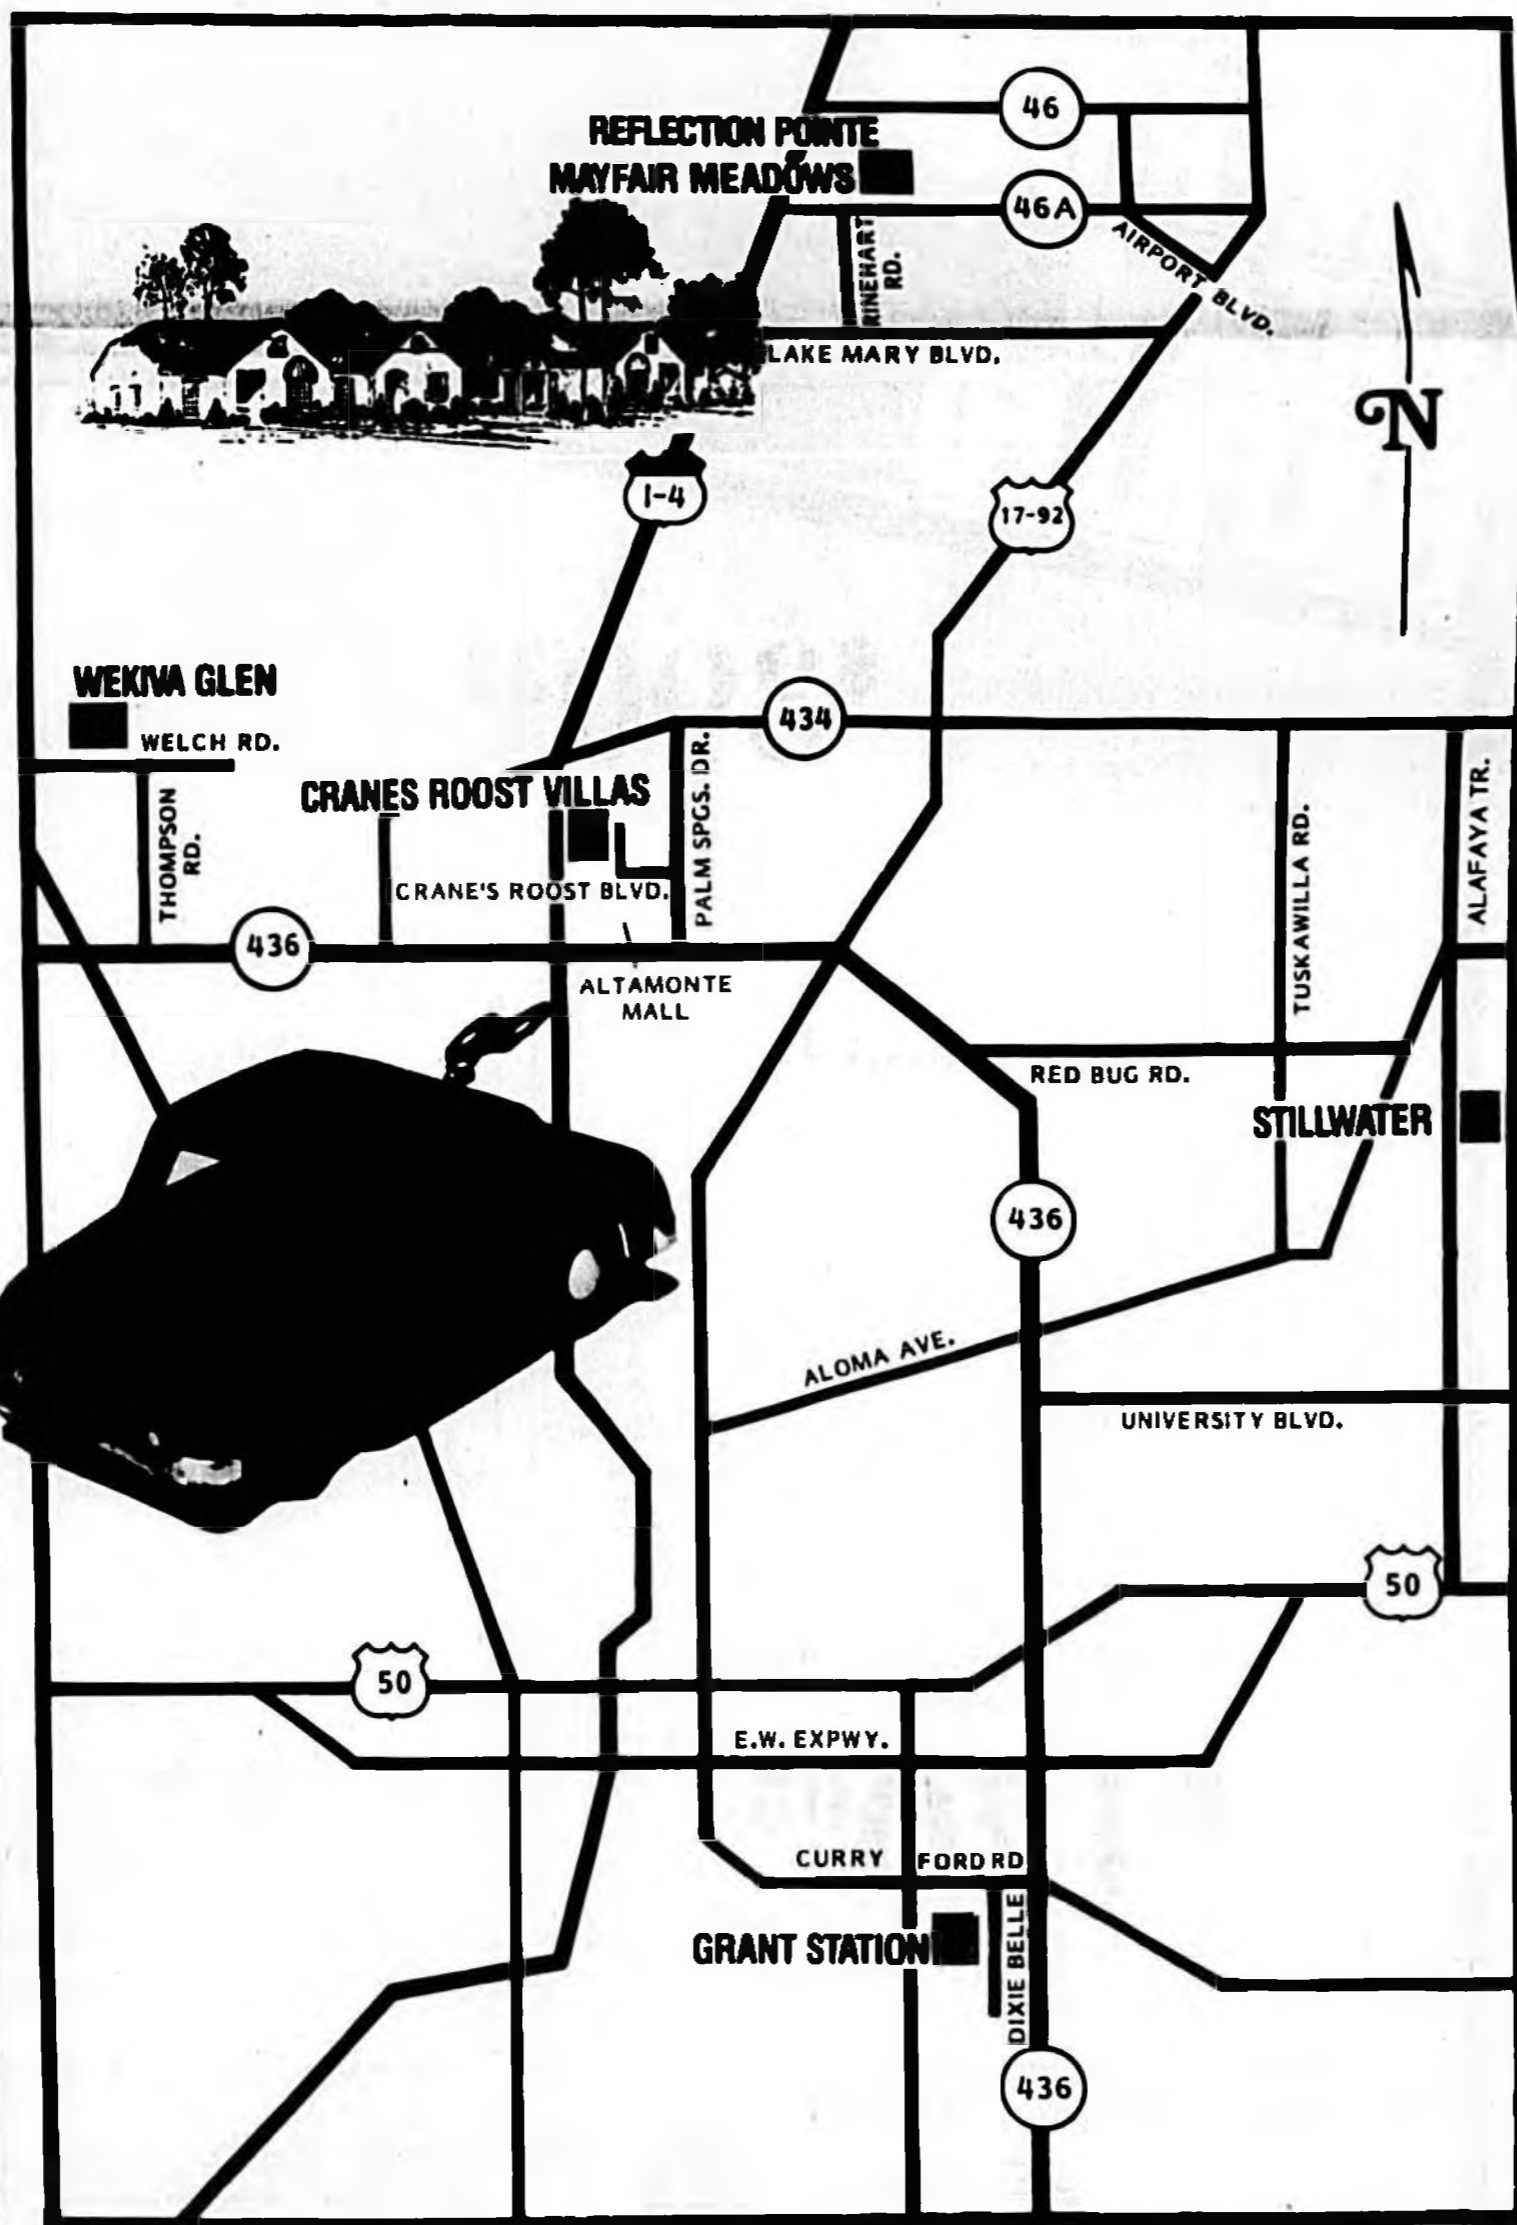 46
REFLECTION POINTE
MAYFAIR MEADOWS
46A
RINEHART
RD.
AIRPORT BLVD.
LAKE MARY BLVD.
N
I-4
17-92
WEKIVA GLEN
WELCH RD.
434
CRANES ROOST VILLAS
THOMPSON
RD.
PALM SPGS. DR.
CRANE'S ROOST BLVD.
TUSKAWILLA RD.
ALAFAYA TR.
436
ALTAMONTE
MALL
RED BUG RD.
STILLWATER
436
ALOMA AVE.
UNIVERSITY BLVD.
50
50
E.W. EXPWY.
CURRY FORD RD
GRANT STATION
DIXIE BELLE
436